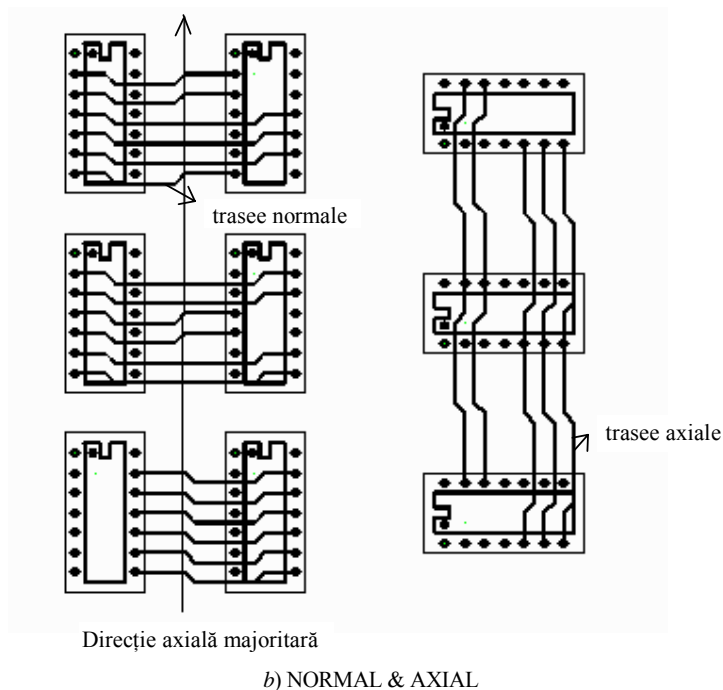 trasee normale
trasee axiale
Direcție axială majoritară
b) NORMAL & AXIAL